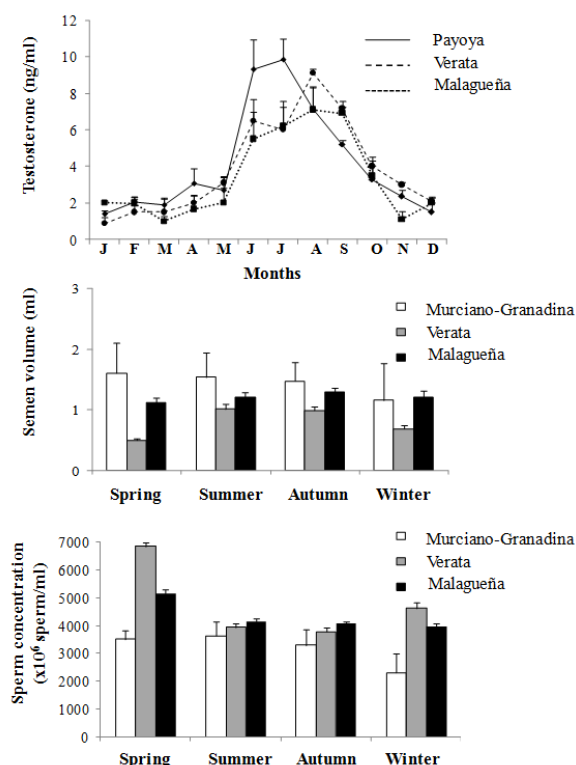 12
10
8
6
4
2
0
Testosterone (ng/ml)
Payoya
Verata
Malagueña
J F M A M J J A S O N D
Months
3
2
1
0
Semen volume (ml)
Murciano-Granadina
Verata
Malagueña
Spring Summer Autumn Winter
7000
6000
5000
4000
3000
2000
1000
0
Sperm concentration
(x10⁶ sperm/ml)
Murciano-Granadina
Verata
Malagueña
Spring Summer Autumn Winter